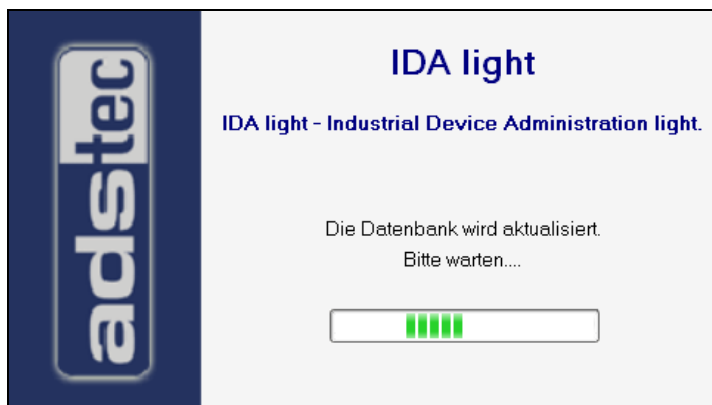 adstec
IDA light
IDA light - Industrial Device Administration light.
Die Datenbank wird aktualisiert.
Bitte warten....